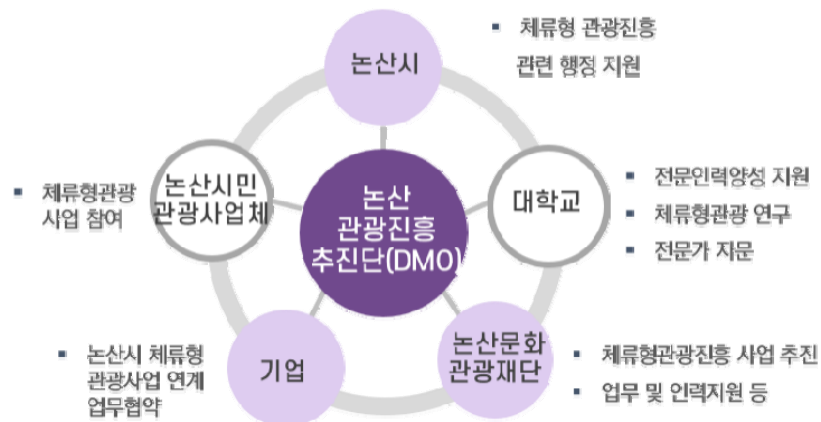 논산시
▪ 체류형 관광진흥
관련 행정 지원
논산시민
관광사업체
▪ 체류형관광
사업 참여
논산
관광진흥
추진단(DMO)
대학교
▪ 전문인력양성 지원
▪ 체류형관광 연구
▪ 전문가 자문
기업
▪ 논산시 체류형
관광사업 연계
업무협약
논산문화
관광재단
▪ 체류형관광진흥 사업 추진
▪ 업무 및 인력지원 등